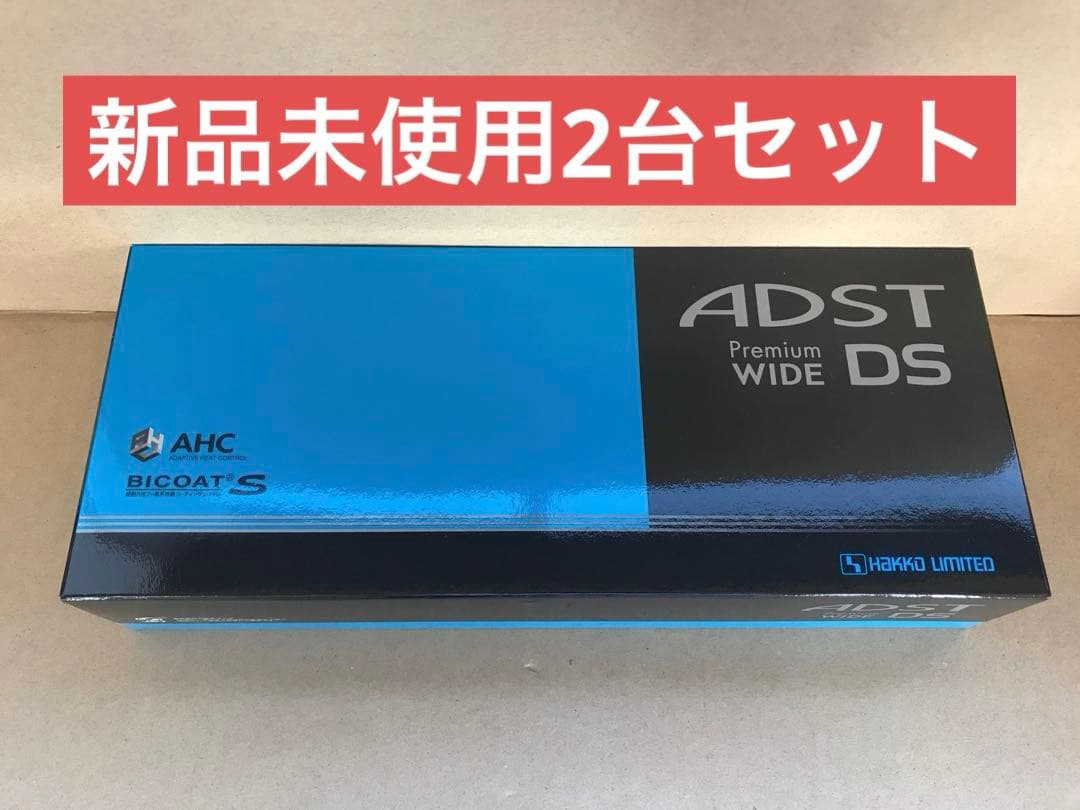 新品未使用2台セット
ADST
Premium
WIDE DS
AHC
ADAPTIVE HEAT CONTROL
BICOAT® S
HAKKO LIMITED
ADST
WIDE DS